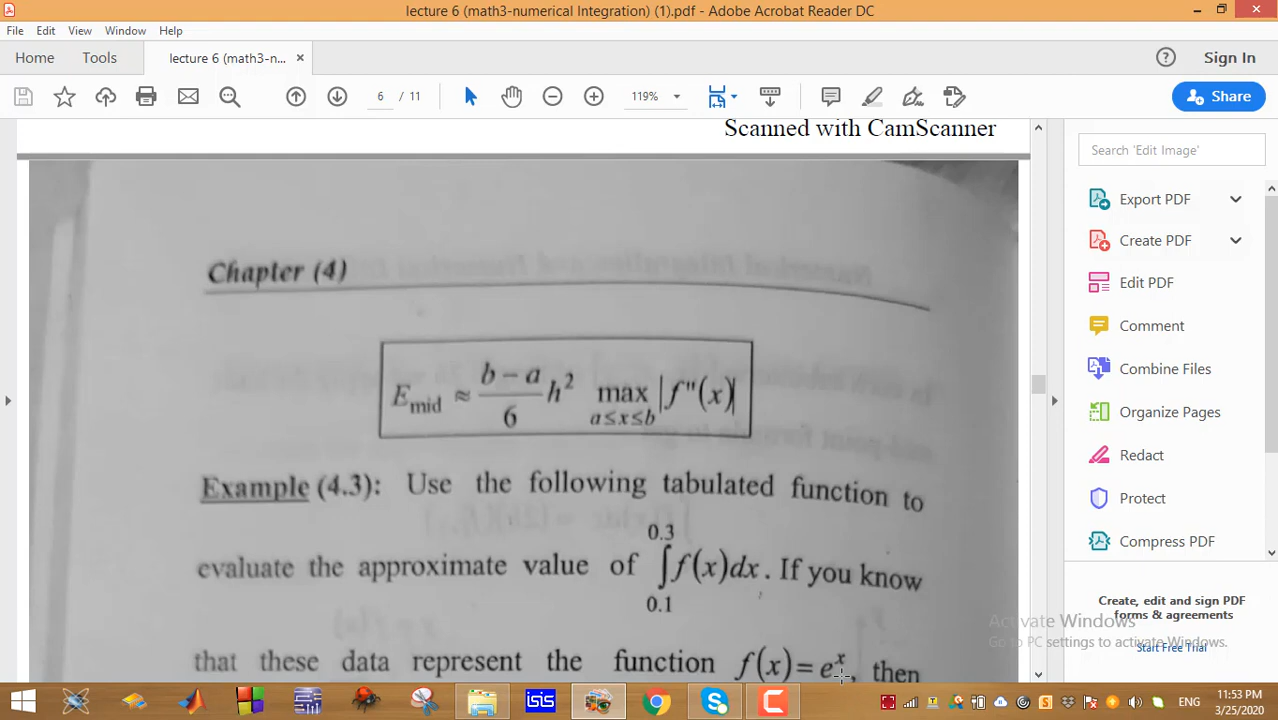 lecture 6 (math3-numerical Integration) (1).pdf - Adobe Acrobat Reader DC
File Edit View Window Help
Home Tools lecture 6 (math3-n... × Sign In
6 / 11 119% Share
Scanned with CamScanner
Search 'Edit Image'
Export PDF
Create PDF
Edit PDF
Comment
Combine Files
Organize Pages
Redact
Protect
Compress PDF
Create, edit and sign PDF
forms & agreements
Start Free Trial
Chapter (4)
E_mid ≈ (b − a)/6 h² max a≤x≤b |f"(x)|
Example (4.3): Use the following tabulated function to
evaluate the approximate value of ∫ 0.1 0.3 f(x)dx. If you know
that these data represent the function f(x) = eˣ, then
Activate Windows
Go to PC settings to activate Windows.
isis
ENG
11:53 PM
3/25/2020